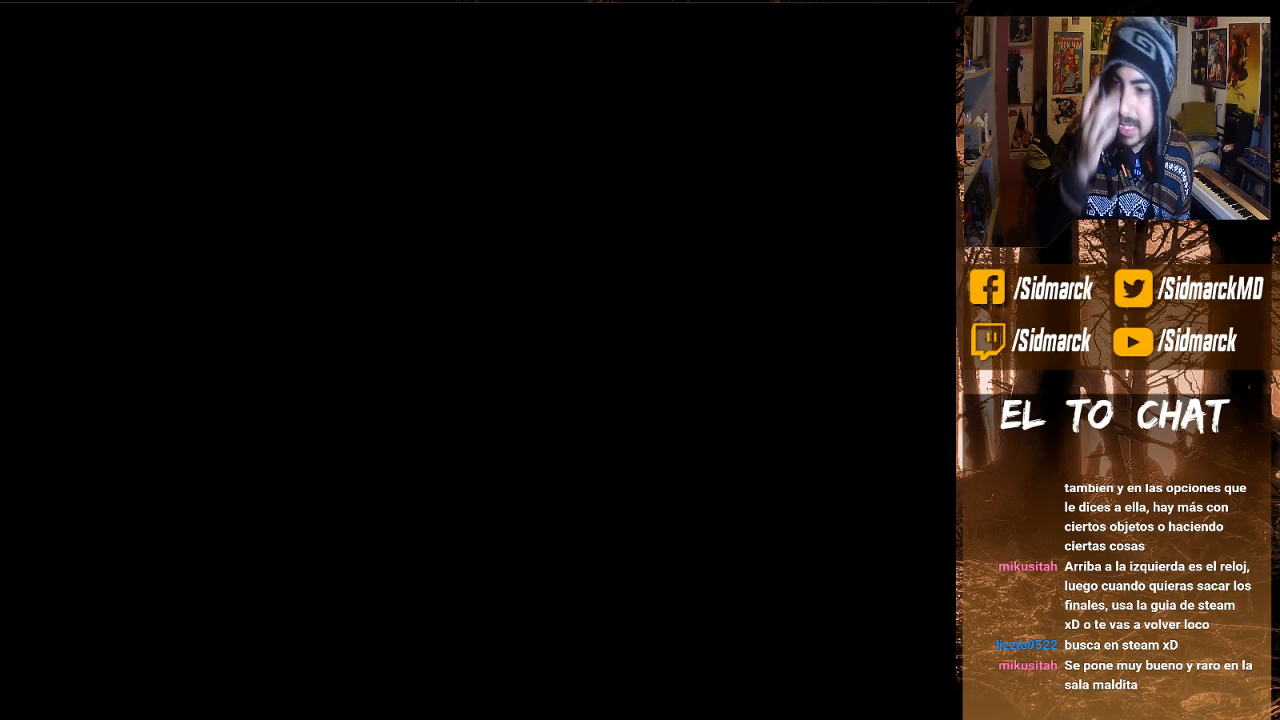 /Sidmarck
/SidmarckMD
/Sidmarck
/Sidmarck
EL TO CHAT
tambien y en las opciones que
le dices a ella, hay más con
ciertos objetos o haciendo
ciertas cosas
mikusitah Arriba a la izquierda es el reloj,
luego cuando quieras sacar los
finales, usa la guia de steam
xD o te vas a volver loco
lizzie9522 busca en steam xD
mikusitah Se pone muy bueno y raro en la
sala maldita